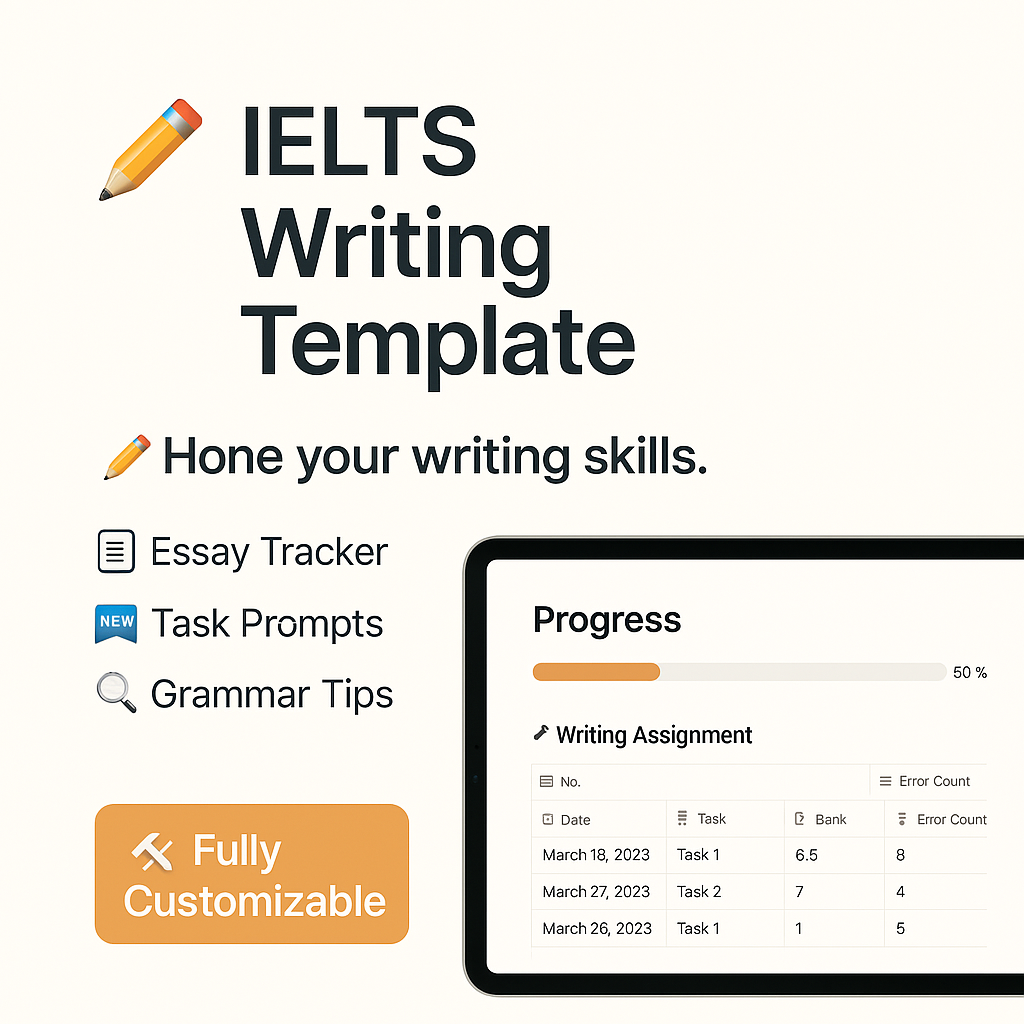 IELTS
Writing
Template
Hone your writing skills.
Essay Tracker
NEW Task Prompts
Grammar Tips
Fully
Customizable
Progress
50 %
Writing Assignment
No. Error Count
Date Task Bank Error Count
March 18, 2023 Task 1 6.5 8
March 27, 2023 Task 2 7 4
March 26, 2023 Task 1 1 5